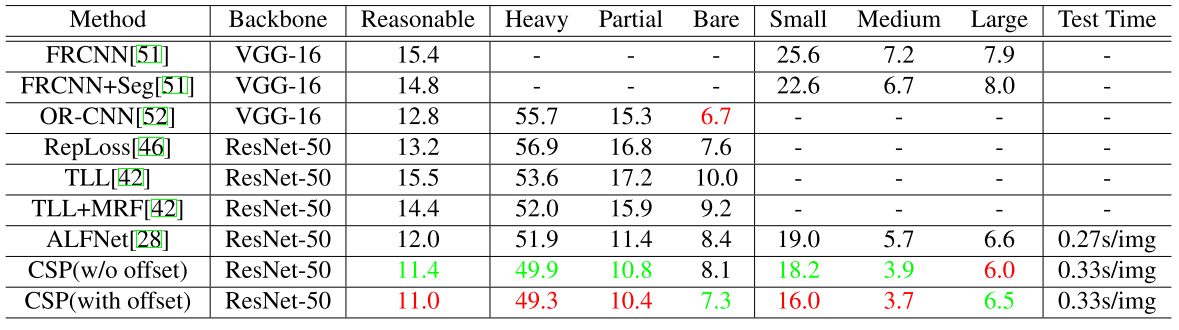 Method Backbone Reasonable Heavy Partial Bare Small Medium Large Test Time
FRCNN[51] VGG-16 15.4 - - - 25.6 7.2 7.9 -
FRCNN+Seg[51] VGG-16 14.8 - - - 22.6 6.7 8.0 -
OR-CNN[52] VGG-16 12.8 55.7 15.3 6.7 - - - -
RepLoss[46] ResNet-50 13.2 56.9 16.8 7.6 - - - -
TLL[42] ResNet-50 15.5 53.6 17.2 10.0 - - - -
TLL+MRF[42] ResNet-50 14.4 52.0 15.9 9.2 - - - -
ALFNet[28] ResNet-50 12.0 51.9 11.4 8.4 19.0 5.7 6.6 0.27s/img
CSP(w/o offset) ResNet-50 11.4 49.9 10.8 8.1 18.2 3.9 6.0 0.33s/img
CSP(with offset) ResNet-50 11.0 49.3 10.4 7.3 16.0 3.7 6.5 0.33s/img